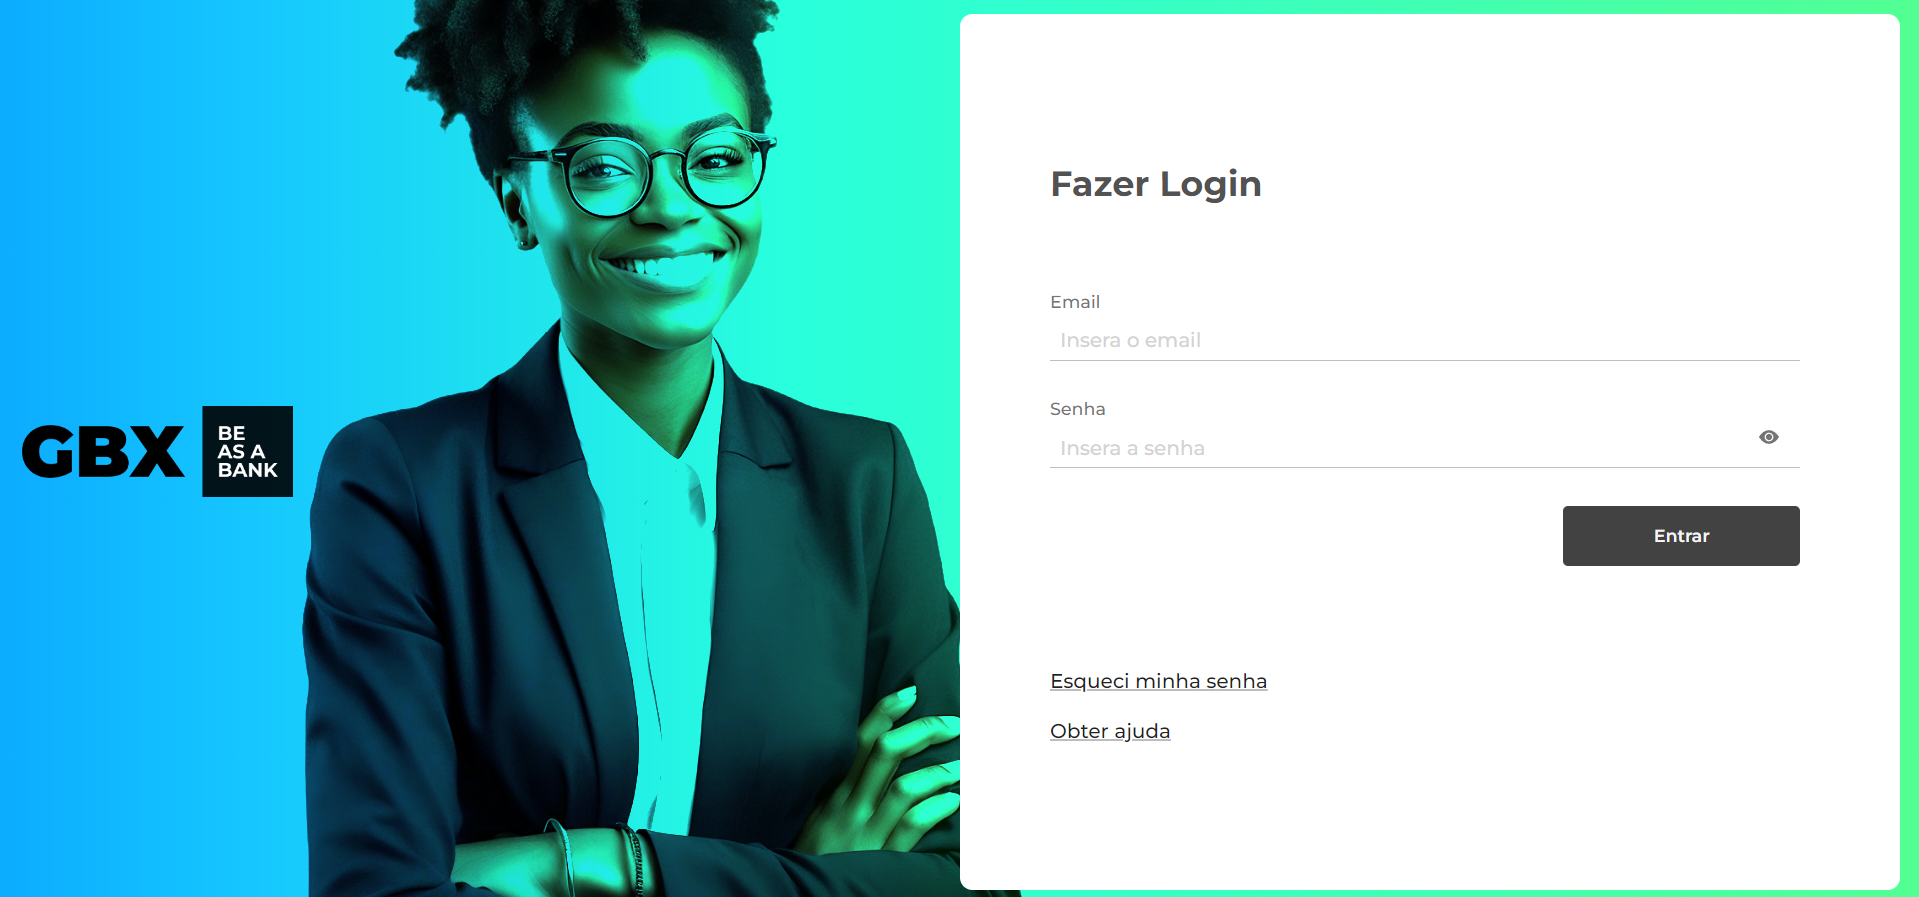 GBX
BE
AS A
BANK
Fazer Login
Email
Insera o email
Senha
Insera a senha
Entrar
Esqueci minha senha
Obter ajuda